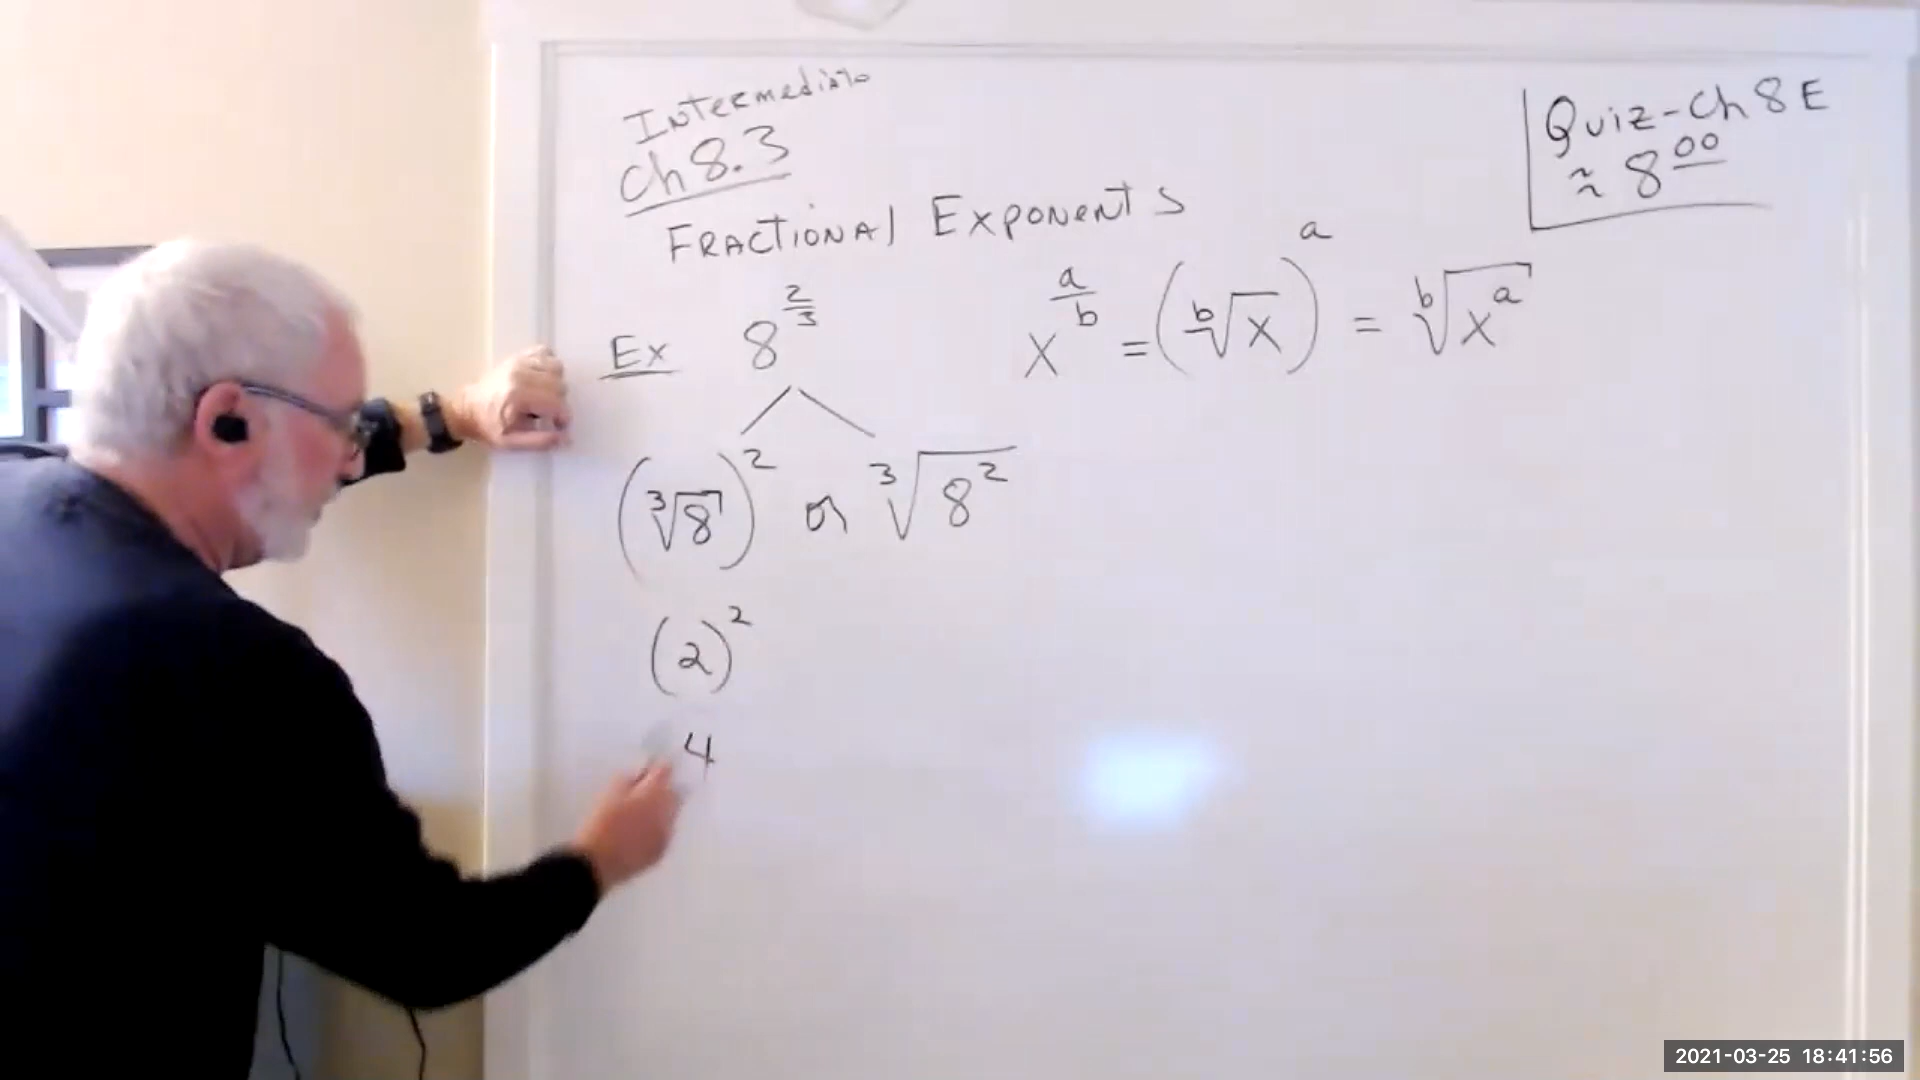 Intermediate
Ch 8.3
Quiz-Ch 8 E
≈ 8⁰⁰
Fractional Exponents
Ex 8^(2/3)
x^(a/b) = (ᵇ√x)^a = ᵇ√(x^a)
(³√8)² or ³√(8²)
(2)²
4
2021-03-25 18:41:56